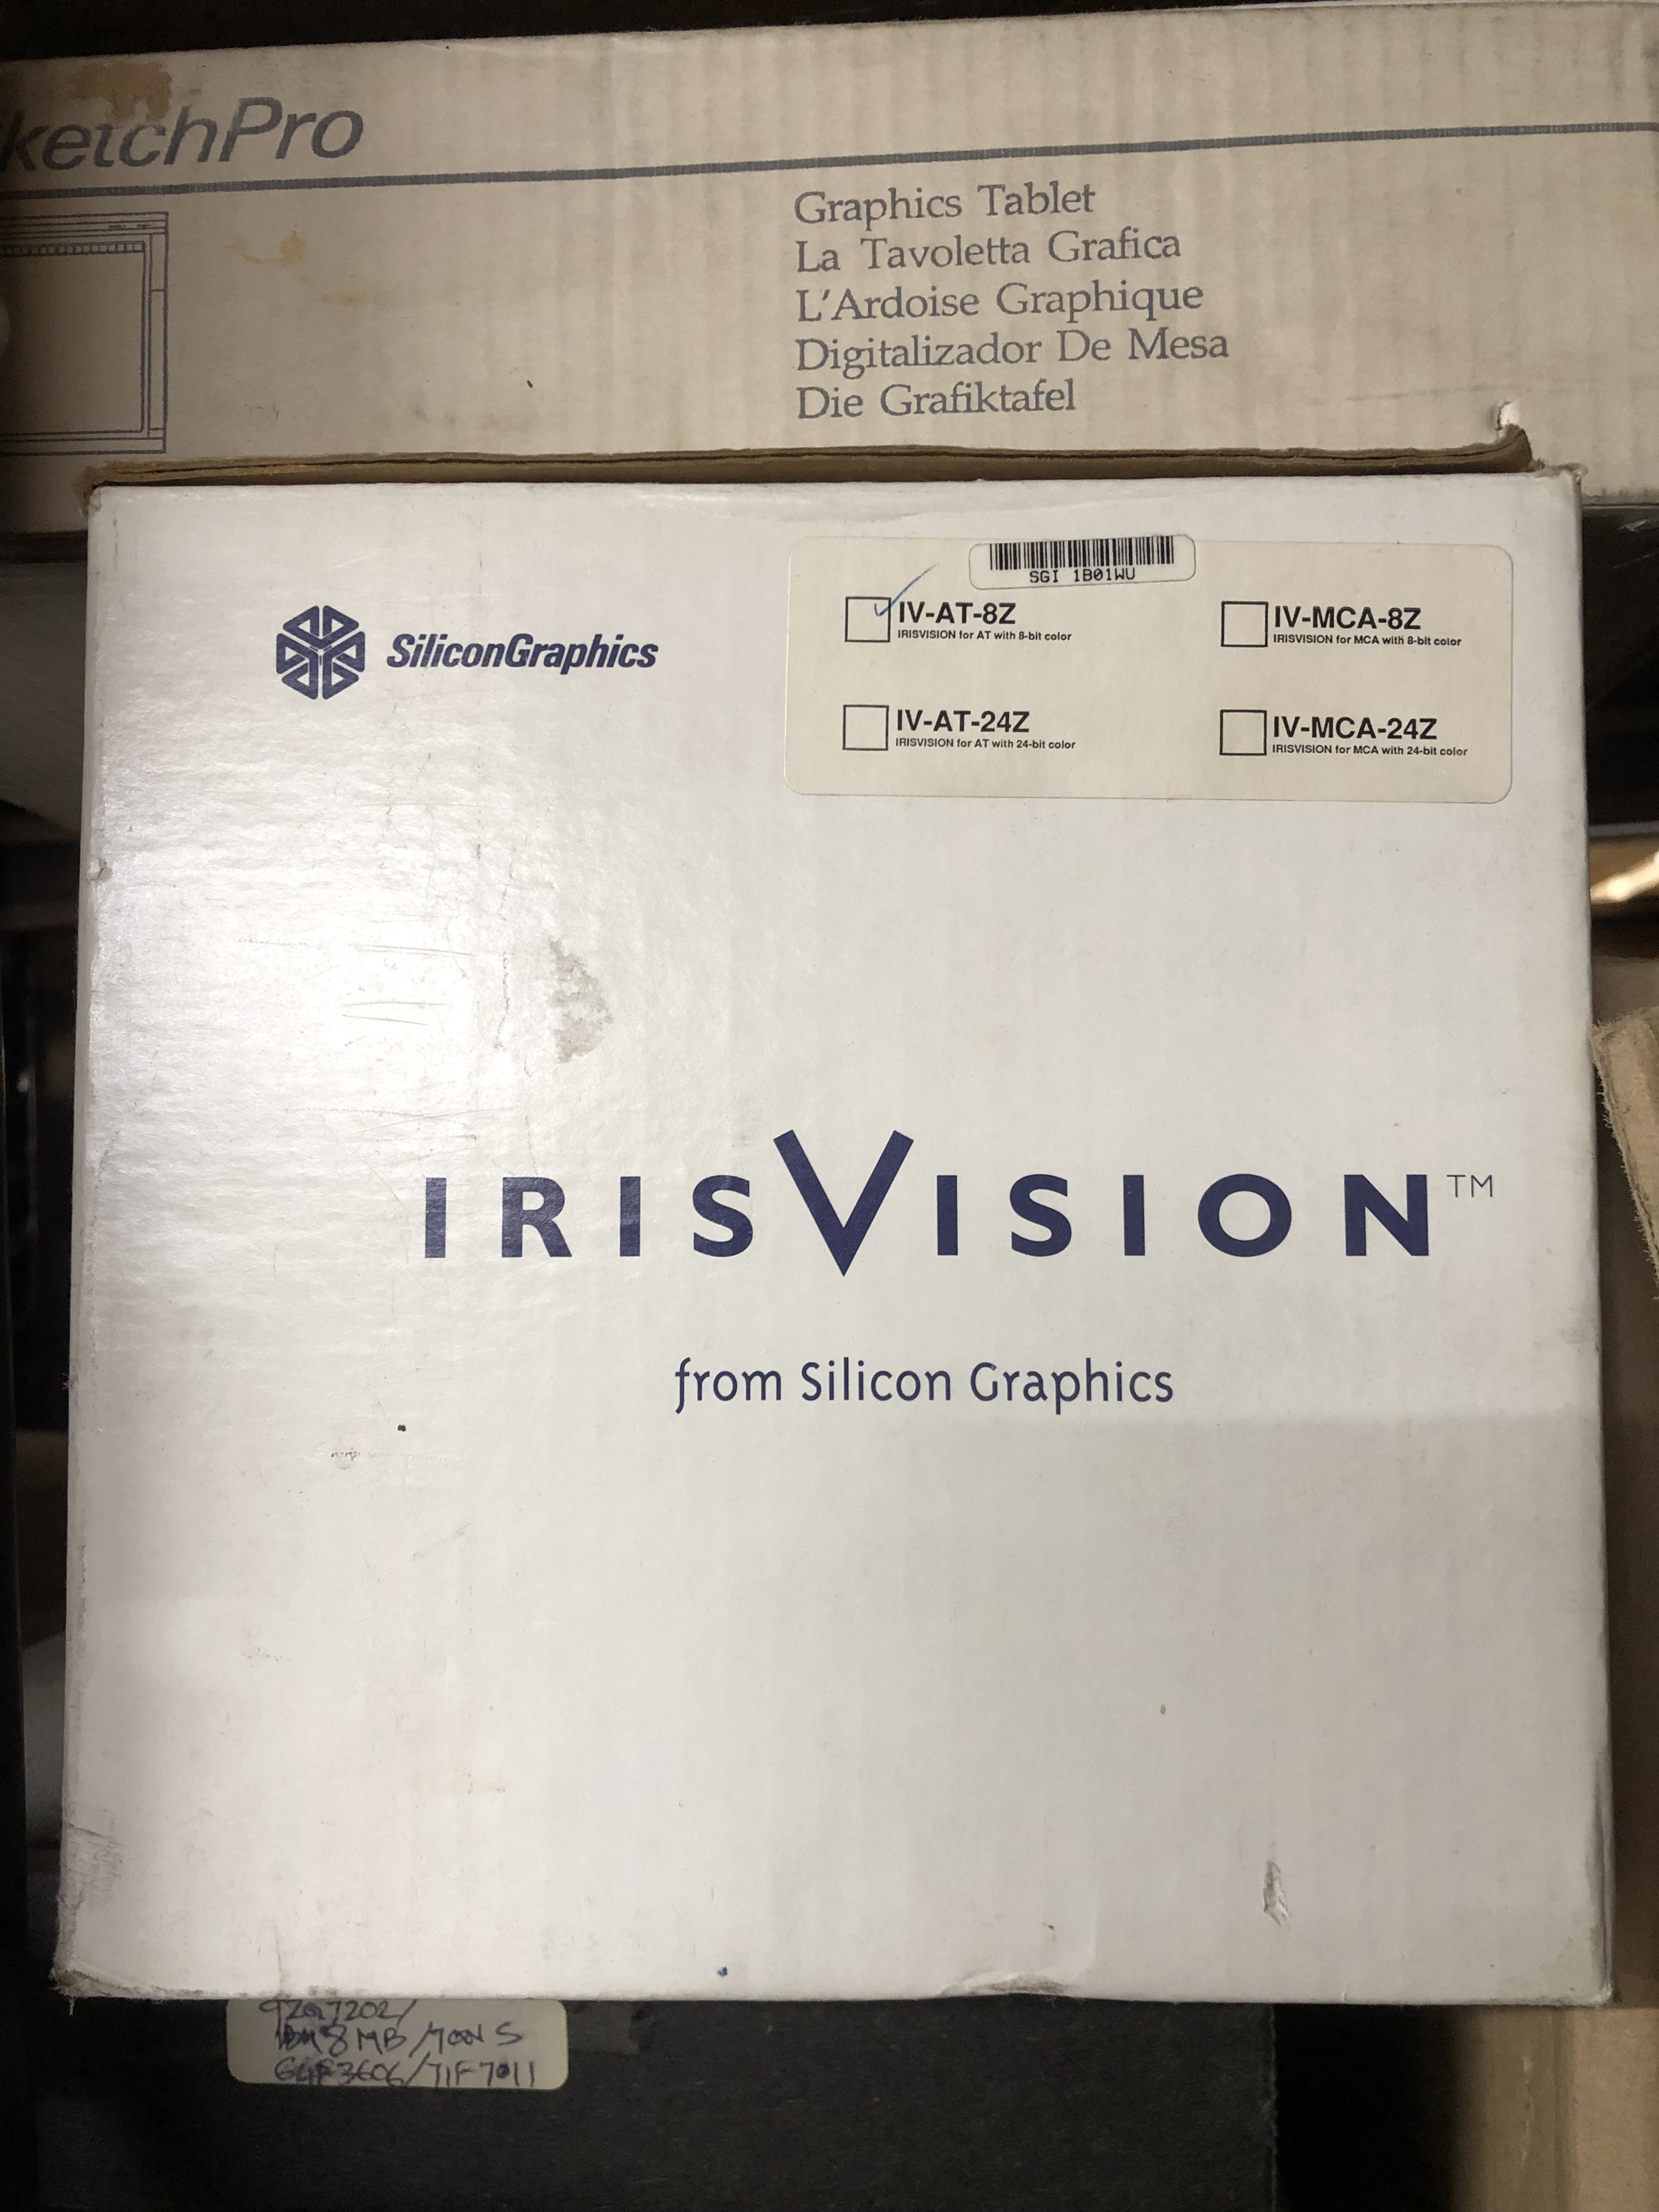 ketchPro
Graphics Tablet
La Tavoletta Grafica
L'Ardoise Graphique
Digitalizador De Mesa
Die Grafiktafel
SiliconGraphics
SGI 1B01WU
IV-AT-8Z
IRISVISION for AT with 8-bit color
IV-MCA-8Z
IRISVISION for MCA with 8-bit color
IV-AT-24Z
IRISVISION for AT with 24-bit color
IV-MCA-24Z
IRISVISION for MCA with 24-bit color
IRISVISION™
from Silicon Graphics
8MB/70NS
/71F7011